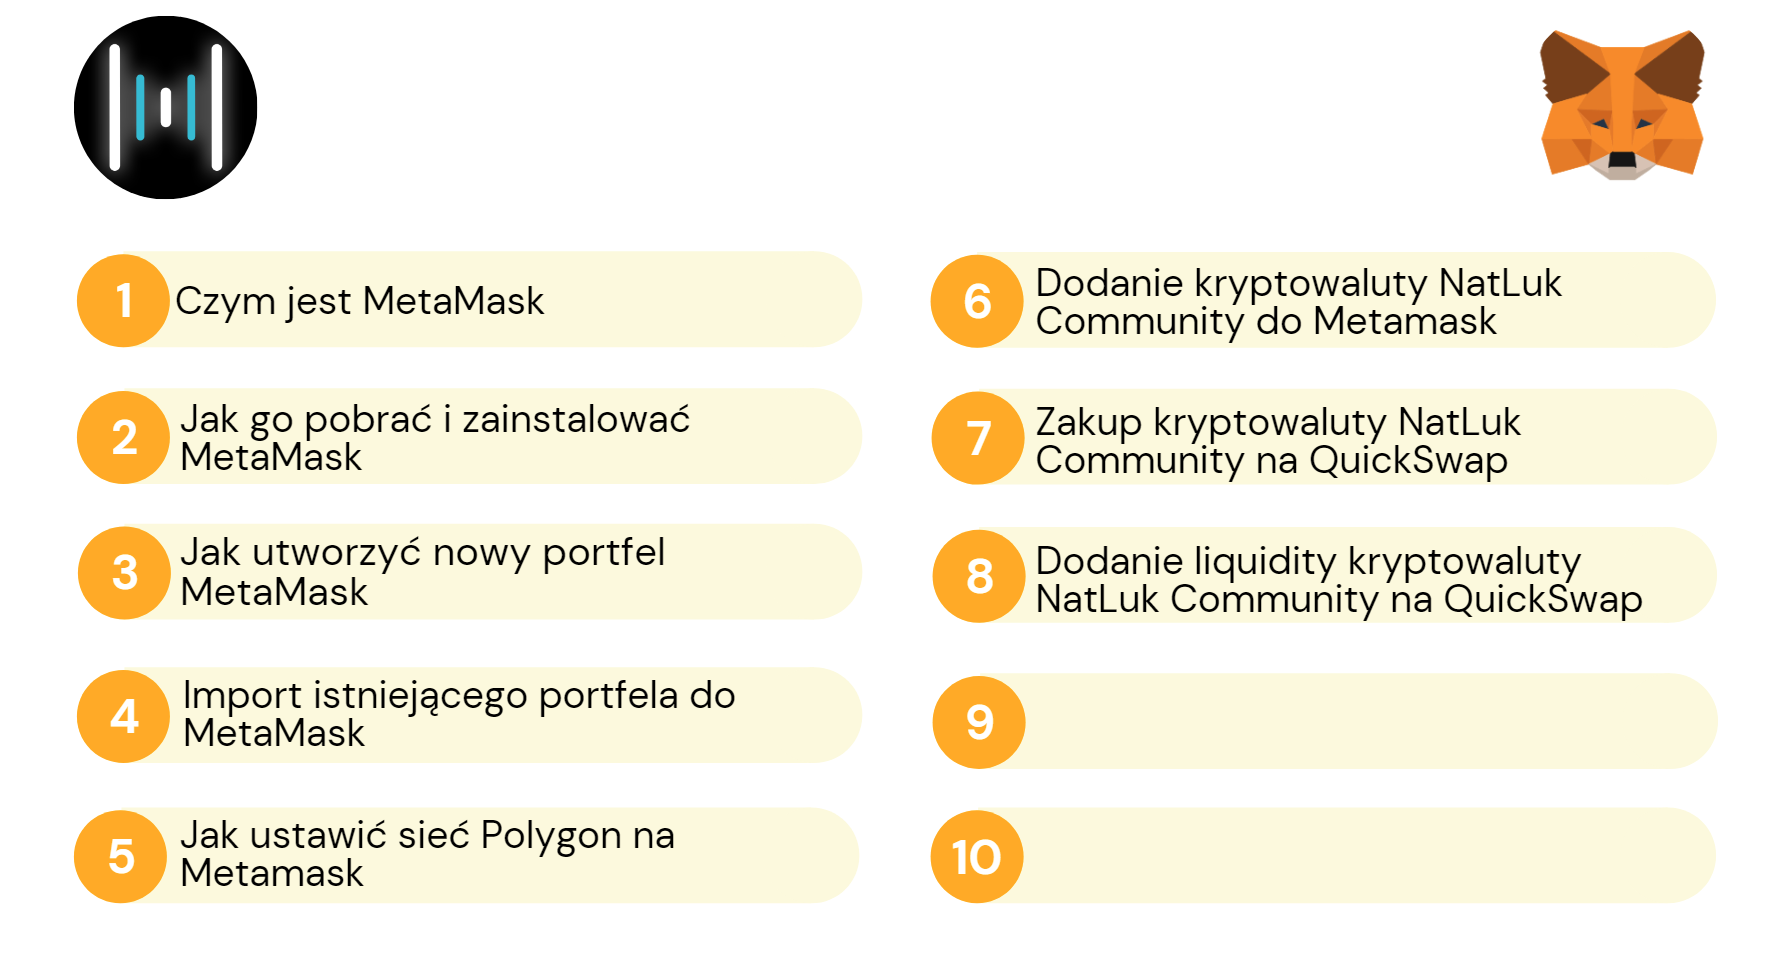 1
Czym jest MetaMask
2
Jak go pobrać i zainstalować
MetaMask
3
Jak utworzyć nowy portfel
MetaMask
4
Import istniejącego portfela do
MetaMask
5
Jak ustawić sieć Polygon na
Metamask
6
Dodanie kryptowaluty NatLuk
Community do Metamask
7
Zakup kryptowaluty NatLuk
Community na QuickSwap
8
Dodanie liquidity kryptowaluty
NatLuk Community na QuickSwap
9
10